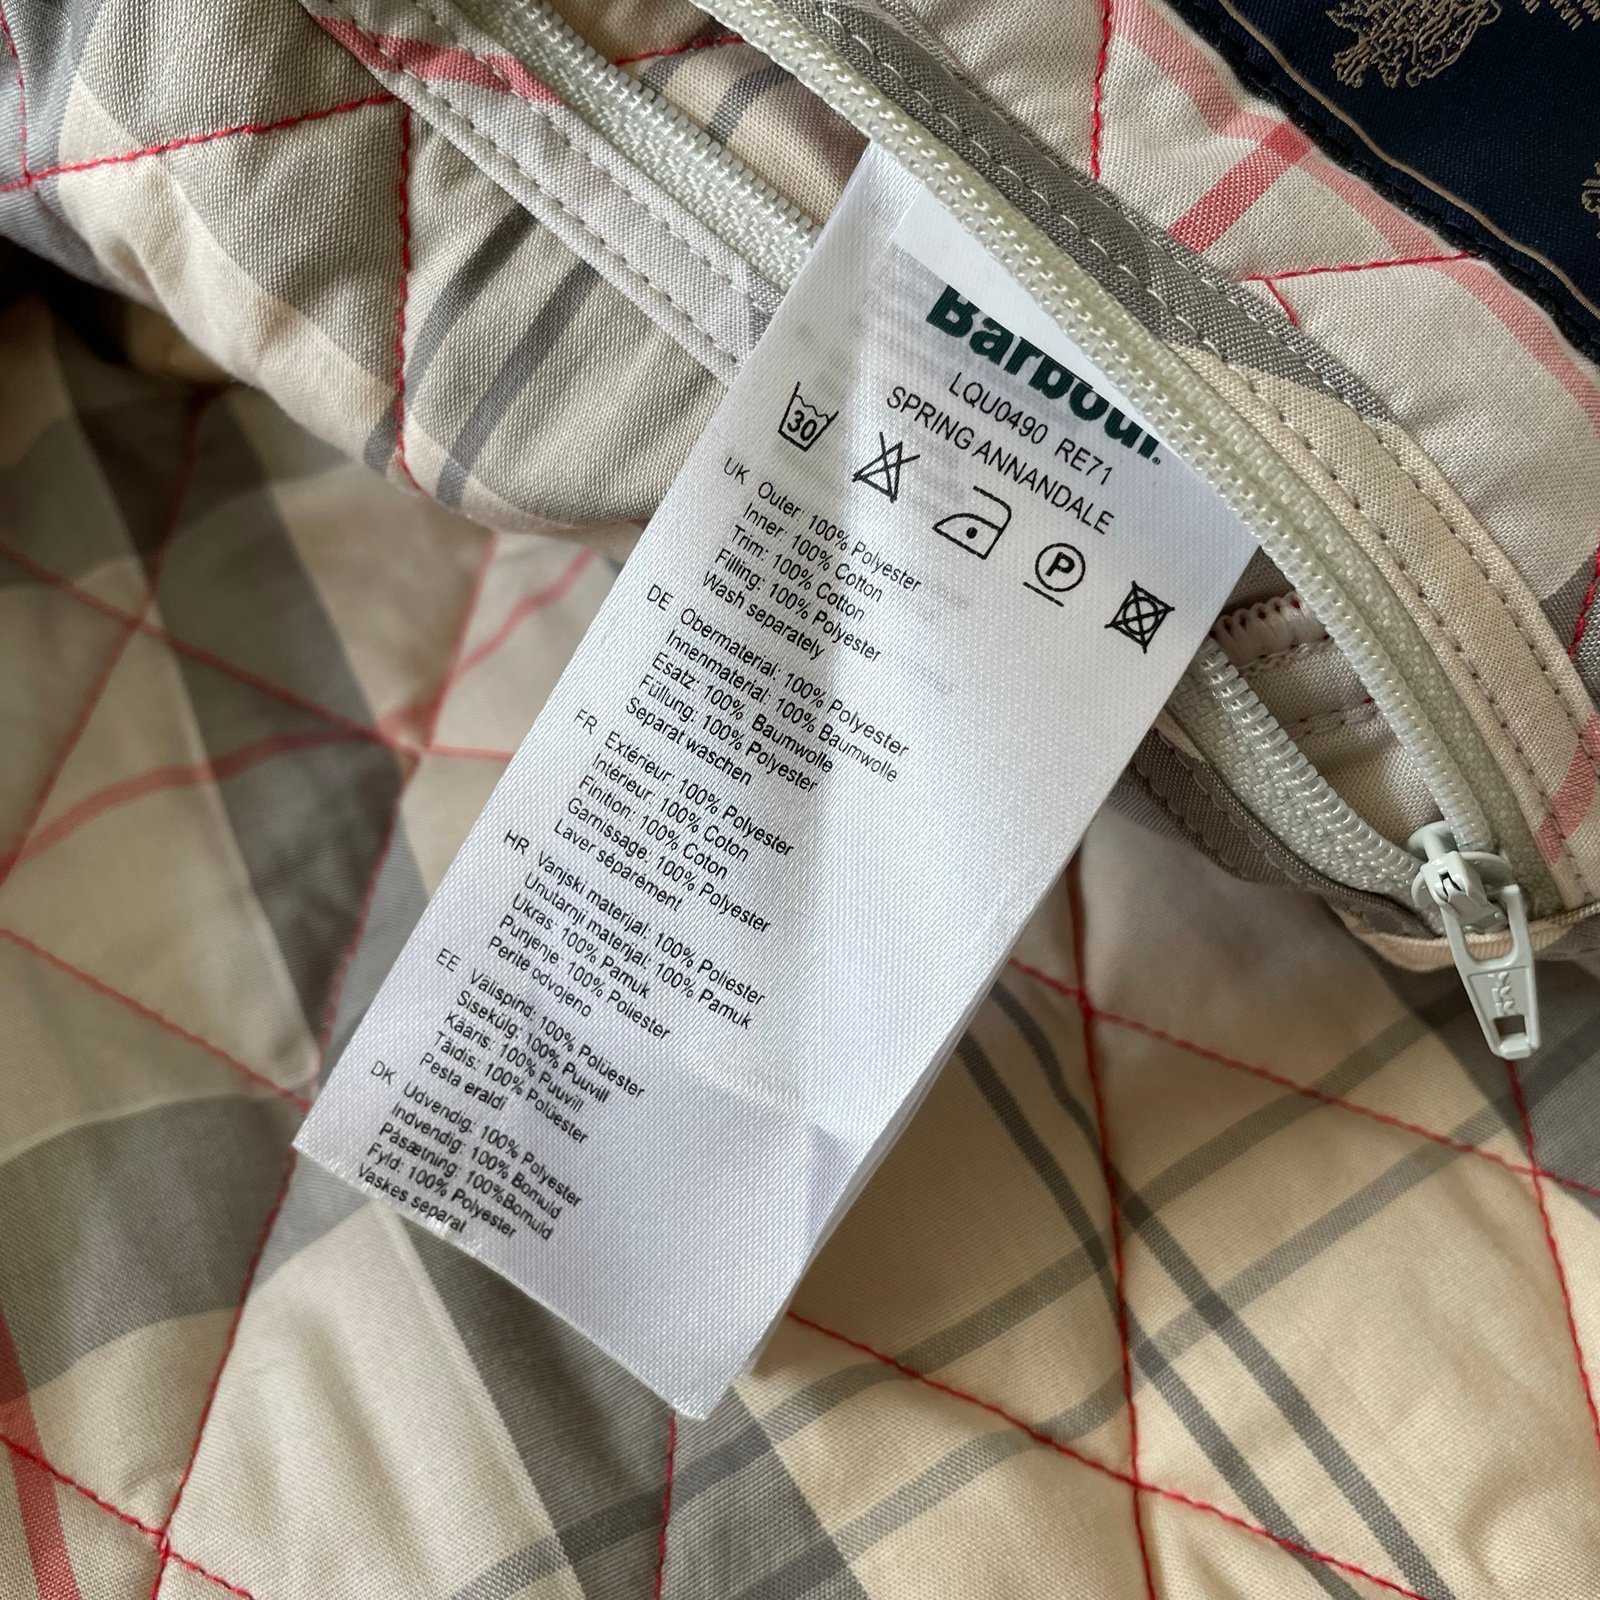 Barbour
LQU0490 RE71
SPRING ANNANDALE
30
P
UK Outer: 100% Polyester
Inner: 100% Cotton
Trim: 100% Cotton
Filling: 100% Polyester
Wash separately
DE Obermaterial: 100% Polyester
Innenmaterial: 100% Baumwolle
Esatz: 100% Baumwolle
Füllung: 100% Polyester
Separat waschen
FR Extérieur: 100% Polyester
Intérieur: 100% Coton
Finition: 100% Coton
Garnissage: 100% Polyester
Laver séparément
HR Vanjski materijal: 100% Poliester
Unutarnji materijal: 100% Pamuk
Ukras: 100% Pamuk
Punjenje: 100% Poliester
Perite odvojeno
EE Välispind: 100% Polüester
Sisekülg: 100% Puuvill
Kääris: 100% Puuvill
Täidis: 100% Polüester
Pesta eraldi
DK Udvendig: 100% Polyester
Indvendig: 100% Bomuld
Påsætning: 100%Bomuld
Fyld: 100% Polyester
Vaskes separat